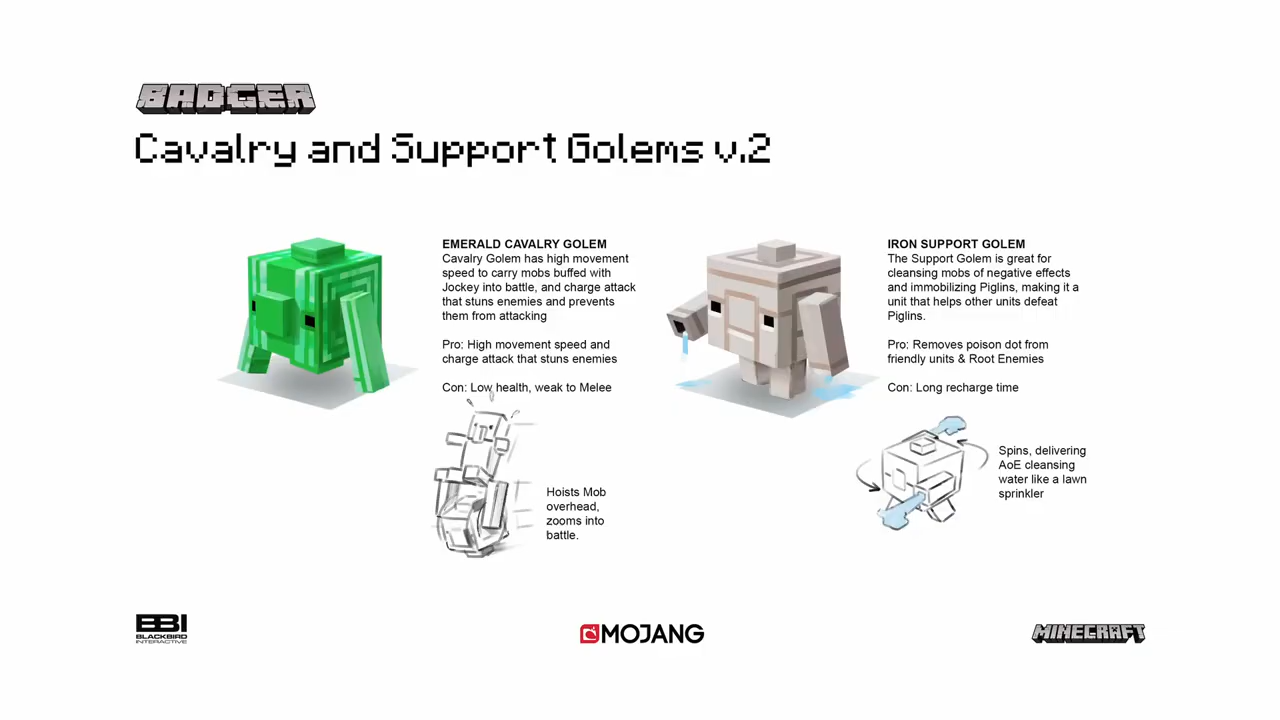 BADGER
Cavalry and Support Golems v.2
EMERALD CAVALRY GOLEM
Cavalry Golem has high movement
speed to carry mobs buffed with
Jockey into battle, and charge attack
that stuns enemies and prevents
them from attacking
Pro: High movement speed and
charge attack that stuns enemies
Con: Low health, weak to Melee
Hoists Mob
overhead,
zooms into
battle.
IRON SUPPORT GOLEM
The Support Golem is great for
cleansing mobs of negative effects
and immobilizing Piglins, making it a
unit that helps other units defeat
Piglins.
Pro: Removes poison dot from
friendly units & Root Enemies
Con: Long recharge time
Spins, delivering
AoE cleansing
water like a lawn
sprinkler
BBI
BLACKBIRD
INTERACTIVE
MOJANG
MINECRAFT